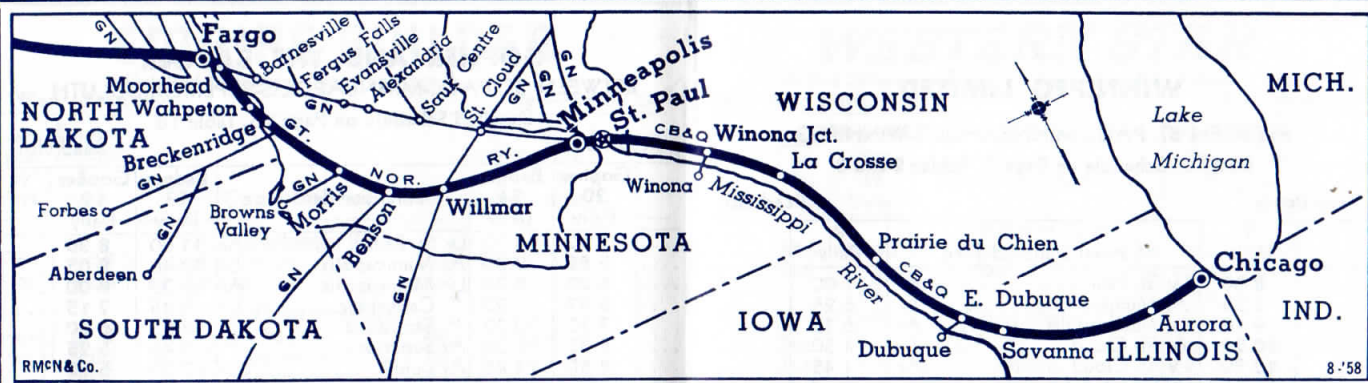 GN
Fargo
Moorhead
Wahpeton
Breckenridge
NORTH
DAKOTA
Barnesville
Fergus Falls
GN
Evansville
Alexandria
Sauk Centre
St. Cloud
GN
GN
Minneapolis
St. Paul
GT. NOR. RY.
GN
Forbes
GN
Aberdeen
GN
Browns
Valley
Morris
Benson
GN
Willmar
GN
SOUTH DAKOTA
MINNESOTA
WISCONSIN
CB&Q
Winona Jct.
Winona
La Crosse
Mississippi
River
Prairie du Chien
CB&Q
E. Dubuque
Dubuque
Savanna
IOWA
ILLINOIS
Aurora
Chicago
Lake
Michigan
MICH.
IND.
RMCN & Co.
8-'58